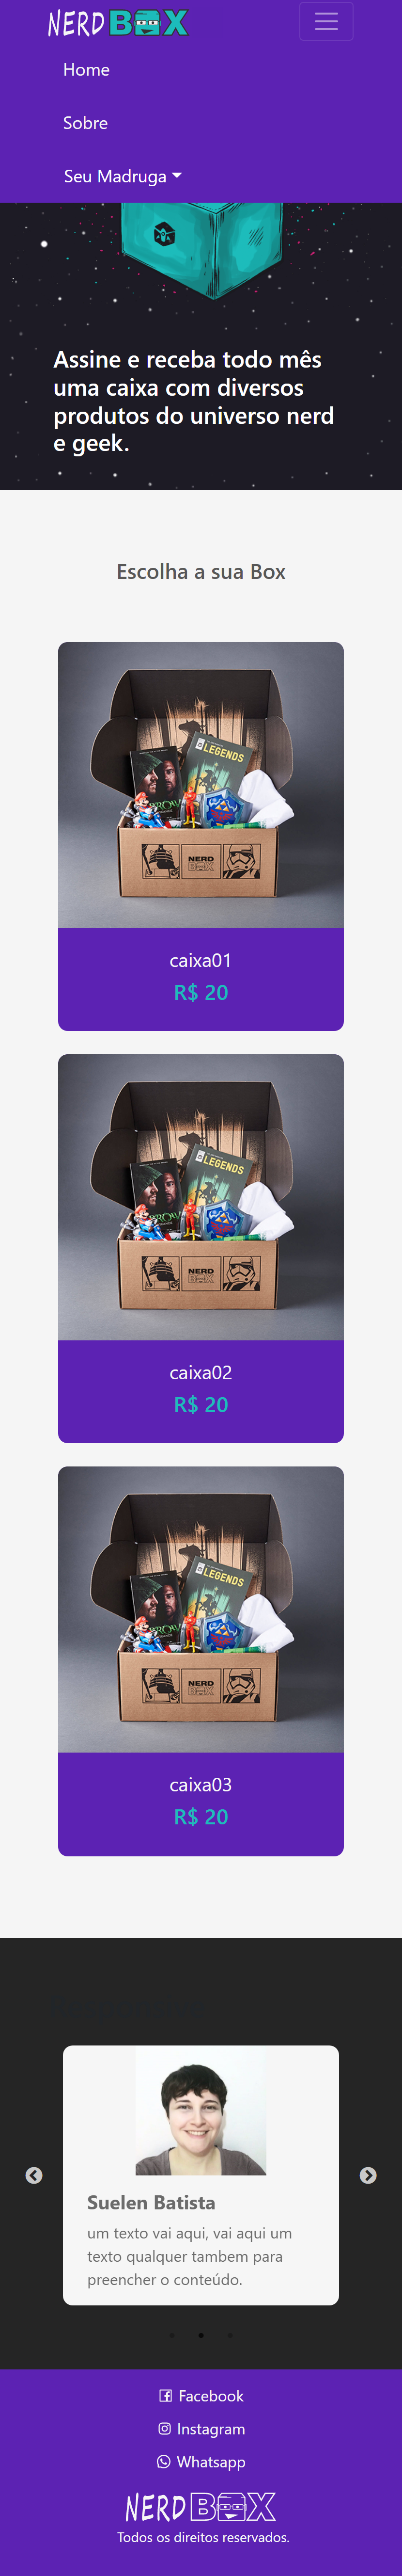 NERD BOX
Home
Sobre
Seu Madruga
Assine e receba todo mês
uma caixa com diversos
produtos do universo nerd
e geek.
Escolha a sua Box
LEGENDS
NERD
BOX
caixa01
R$ 20
LEGENDS
NERD
BOX
caixa02
R$ 20
LEGENDS
NERD
BOX
caixa03
R$ 20
Suelen Batista
um texto vai aqui, vai aqui um
texto qualquer tambem para
preencher o conteúdo.
Facebook
Instagram
Whatsapp
NERD BOX
Todos os direitos reservados.